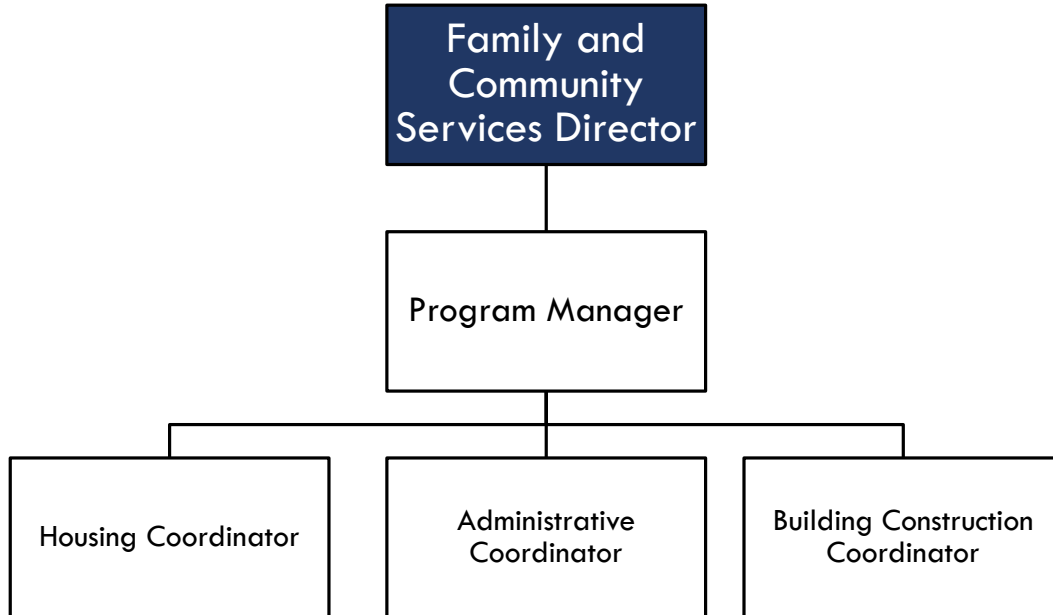 Family and
Community
Services Director
Program Manager
Housing Coordinator
Administrative
Coordinator
Building Construction
Coordinator